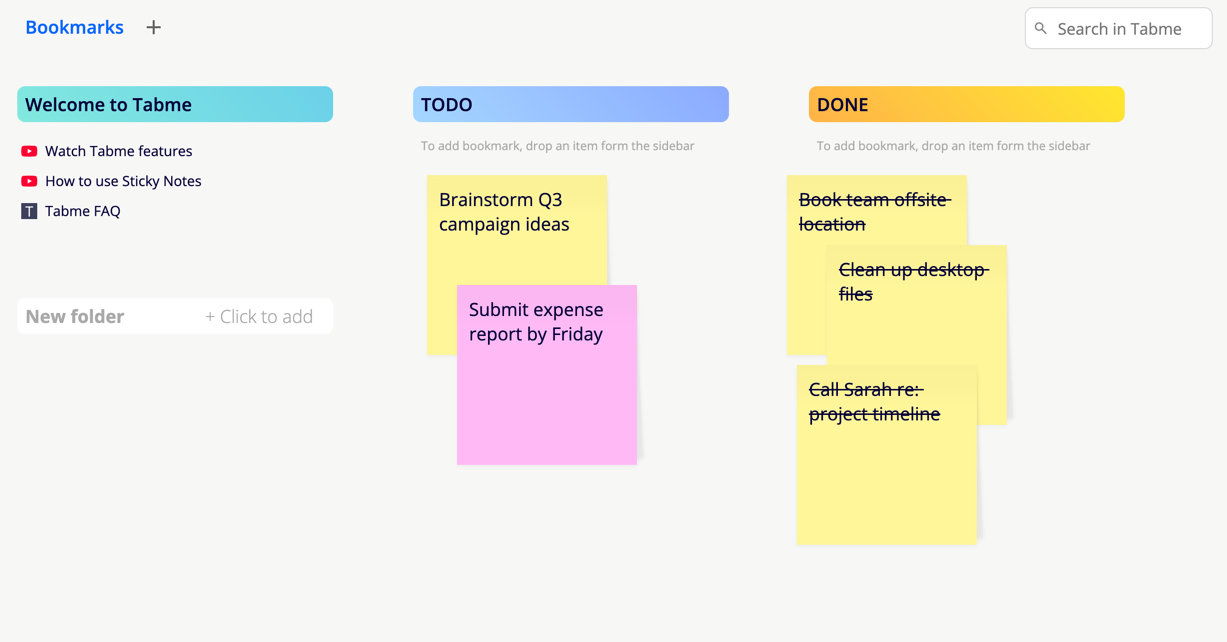 Bookmarks
Search in Tabme
Welcome to Tabme
Watch Tabme features
How to use Sticky Notes
T Tabme FAQ
New folder + Click to add
TODO
To add bookmark, drop an item form the sidebar
Brainstorm Q3
campaign ideas
Submit expense
report by Friday
DONE
To add bookmark, drop an item form the sidebar
Book team offsite
location
Clean up desktop
files
Call Sarah re:
project timeline